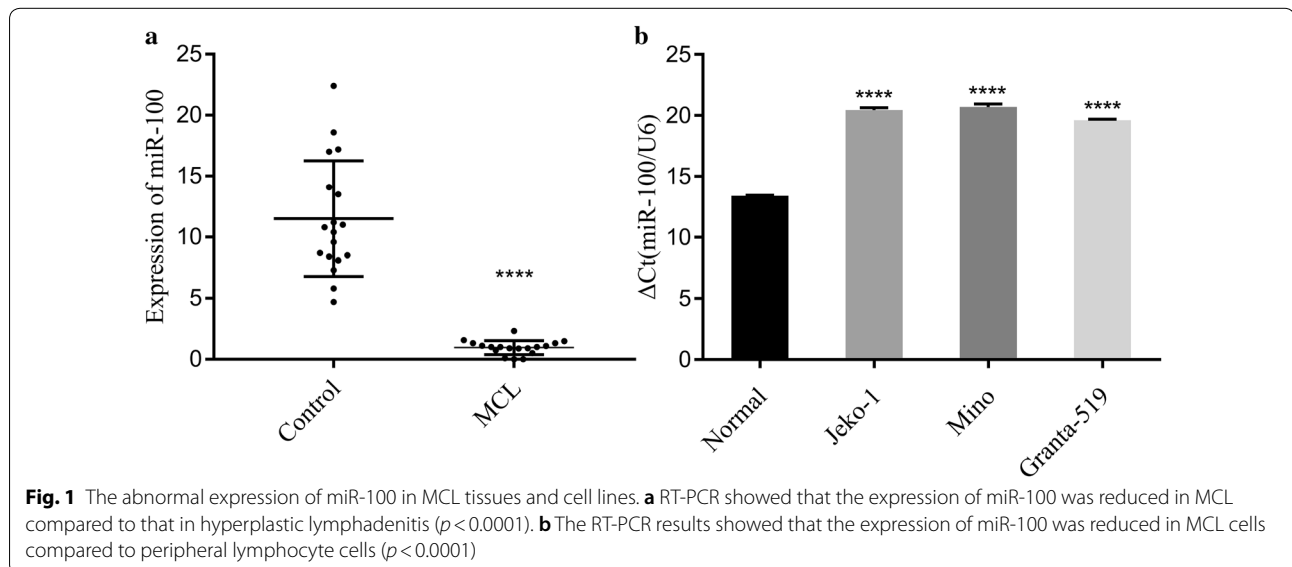 a
Expression of miR-100
25
20
15
10
5
0
****
Control
MCL
b
ΔCt(miR-100/U6)
25
20
15
10
5
0
****
****
****
Normal
Jeko-1
Mino
Granta-519
Fig. 1 The abnormal expression of miR-100 in MCL tissues and cell lines. a RT-PCR showed that the expression of miR-100 was reduced in MCL
compared to that in hyperplastic lymphadenitis (p < 0.0001). b The RT-PCR results showed that the expression of miR-100 was reduced in MCL cells
compared to peripheral lymphocyte cells (p < 0.0001)